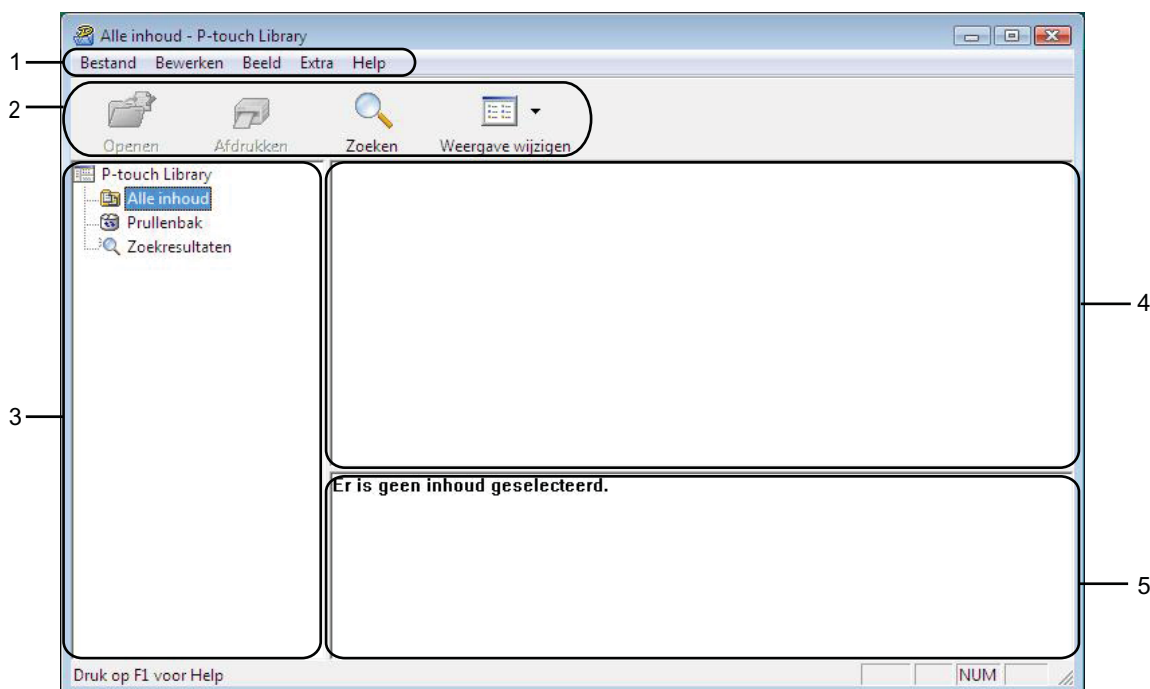 Alle inhoud - P-touch Library
1
Bestand Bewerken Beeld Extra Help
2
Openen Afdrukken Zoeken Weergave wijzigen
P-touch Library
Alle inhoud
Prullenbak
Zoekresultaten
4
3
Er is geen inhoud geselecteerd.
5
Druk op F1 voor Help NUM